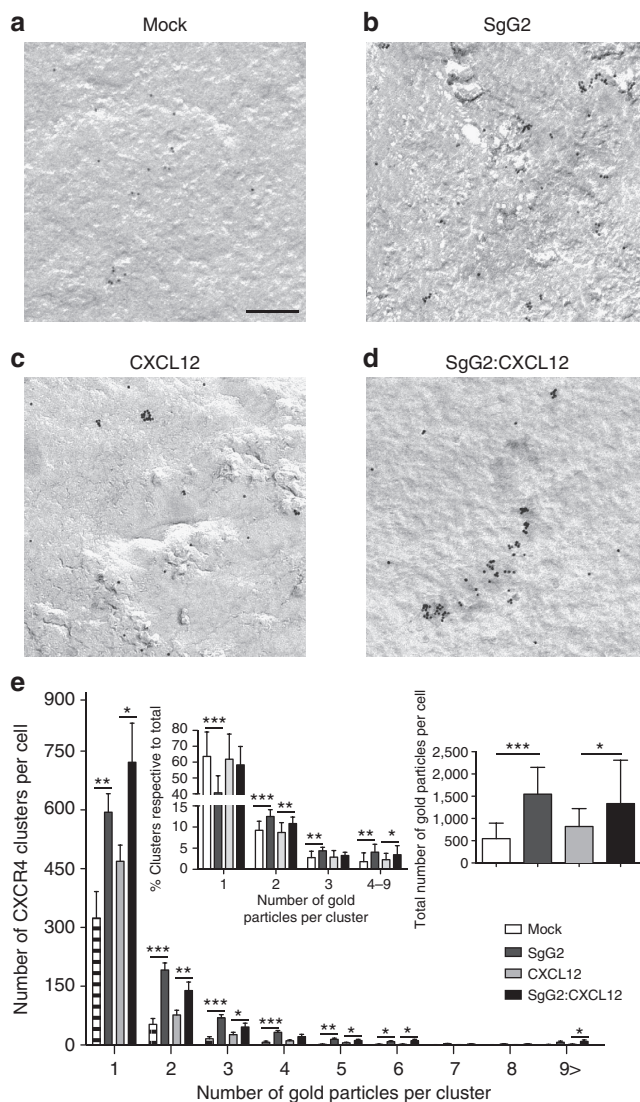 a
Mock
b
SgG2
c
CXCL12
d
SgG2:CXCL12
e
Number of CXCR4 clusters per cell
900
750
600
450
300
150
0
** *
*** **
*** *
***
** *
* *
*
1 2 3 4 5 6 7 8 9>
Number of gold particles per cluster
% Clusters respective to total
80
70
60
50
40
15
10
5
0
***
*** **
**
** *
1 2 3 4–9
Number of gold
particles per cluster
Total number of gold particles per cell
2,500
2,000
1,500
1,000
500
0
*** *
Mock
SgG2
CXCL12
SgG2:CXCL12